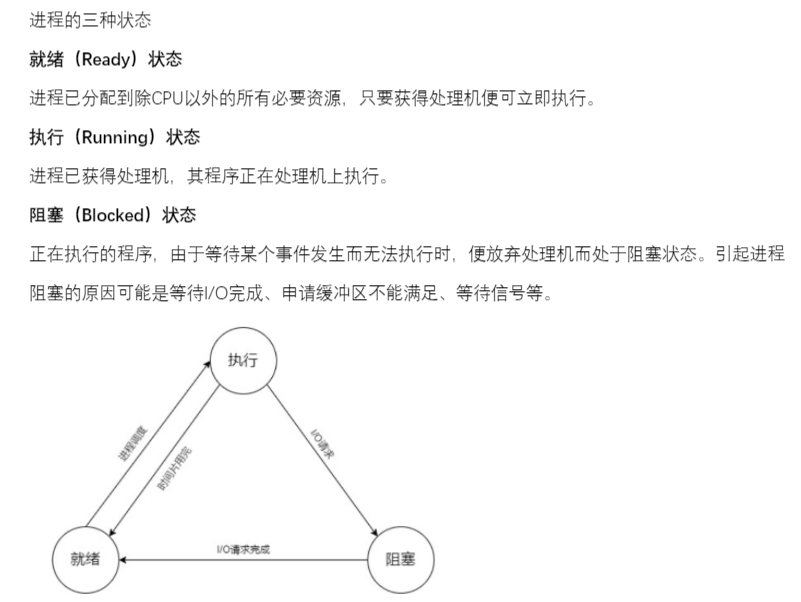 进程的三种状态
就绪（Ready）状态
进程已分配到除CPU以外的所有必要资源，只要获得处理机便可立即执行。
执行（Running）状态
进程已获得处理机，其程序正在处理机上执行。
阻塞（Blocked）状态
正在执行的程序，由于等待某个事件发生而无法执行时，便放弃处理机而处于阻塞状态。引起进程
阻塞的原因可能是等待I/O完成、申请缓冲区不能满足、等待信号等。
执行
进程调度
时间片用完
I/O请求
就绪
I/O请求完成
阻塞